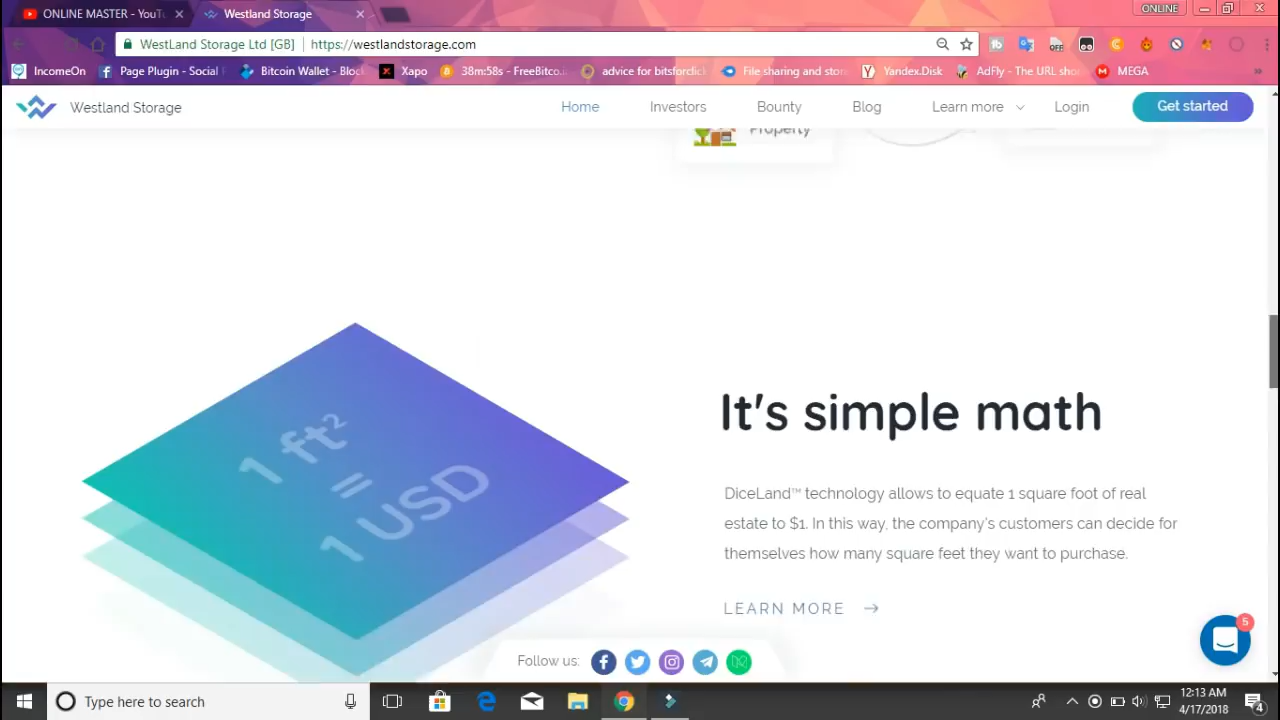 ONLINE MASTER - YouT
Westland Storage
ONLINE
WestLand Storage Ltd [GB]
https://westlandstorage.com
OFF
IncomeOn
Page Plugin - Social
Bitcoin Wallet - Block
Xapo
38m:58s - FreeBitco.i
advice for bitsforclick
File sharing and stor
Yandex.Disk
AdFly - The URL sho
MEGA
»
Westland Storage
Home
Investors
Bounty
Blog
Learn more
Login
Get started
Property
1 ft²
=
1 USD
It's simple math
DiceLand™ technology allows to equate 1 square foot of real
estate to $1. In this way, the company's customers can decide for
themselves how many square feet they want to purchase.
LEARN MORE →
5
Follow us:
Type here to search
12:13 AM
4/17/2018
4